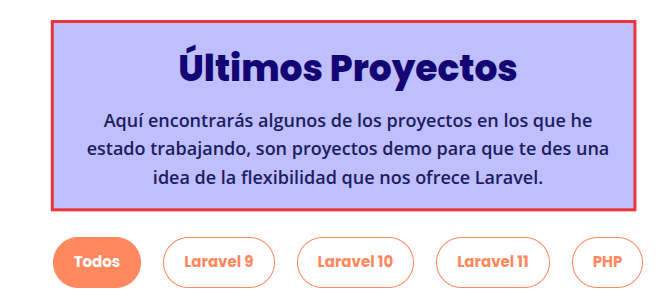 Últimos Proyectos
Aquí encontrarás algunos de los proyectos en los que he
estado trabajando, son proyectos demo para que te des una
idea de la flexibilidad que nos ofrece Laravel.
Todos
Laravel 9
Laravel 10
Laravel 11
PHP